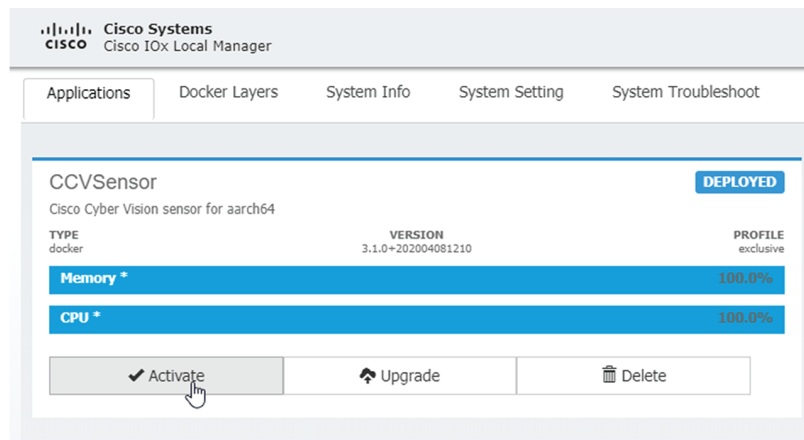 Cisco Systems
CISCO Cisco IOx Local Manager
Applications Docker Layers System Info System Setting System Troubleshoot
CCVSensor DEPLOYED
Cisco Cyber Vision sensor for aarch64
TYPE VERSION PROFILE
docker 3.1.0+202004081210 exclusive
Memory * 100.0%
CPU * 100.0%
Activate Upgrade Delete